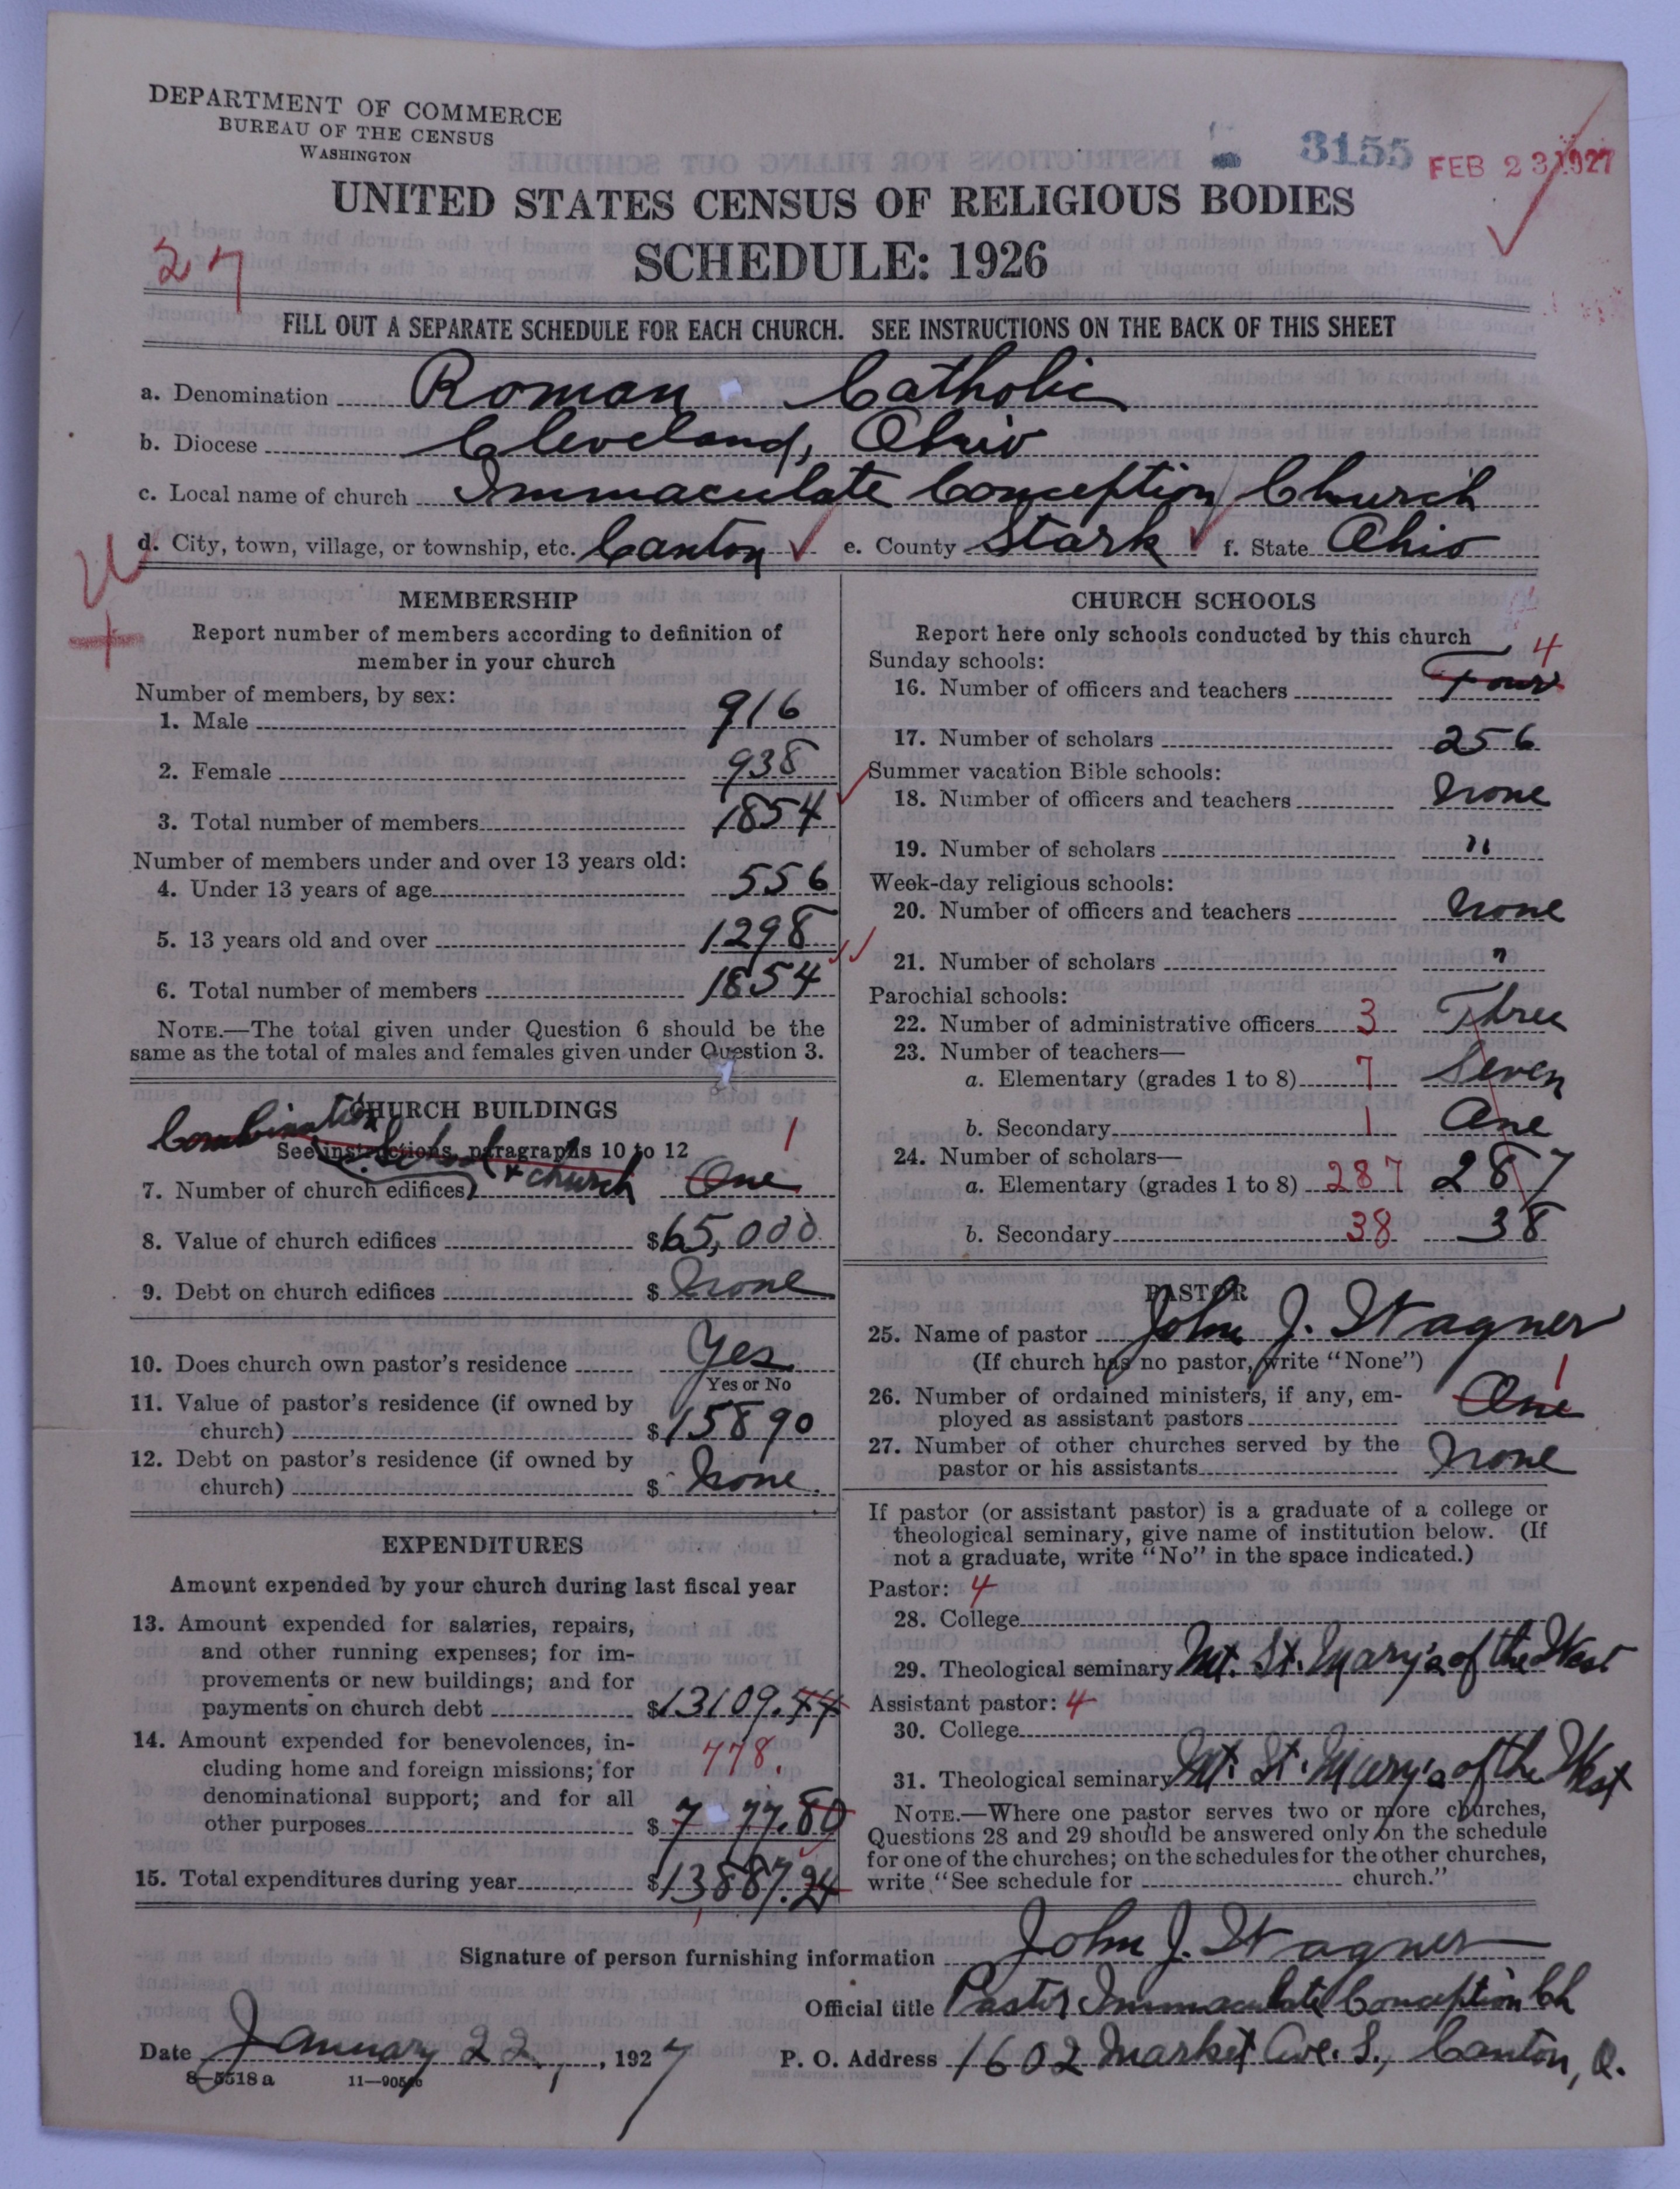 DEPARTMENT OF COMMERCE
BUREAU OF THE CENSUS
WASHINGTON
3155
FEB 23 1927
UNITED STATES CENSUS OF RELIGIOUS BODIES
SCHEDULE: 1926
27
FILL OUT A SEPARATE SCHEDULE FOR EACH CHURCH. SEE INSTRUCTIONS ON THE BACK OF THIS SHEET
a. Denomination Roman Catholic
b. Diocese Cleveland, Ohio
c. Local name of church Immaculate Conception Church
d. City, town, village, or township, etc. Canton e. County Stark f. State Ohio
MEMBERSHIP
Report number of members according to definition of
member in your church
Number of members, by sex:
1. Male 916
2. Female 938
3. Total number of members 1854
Number of members under and over 13 years old:
4. Under 13 years of age 556
5. 13 years old and over 1298
6. Total number of members 1854
NOTE.—The total given under Question 6 should be the
same as the total of males and females given under Question 3.
CHURCH BUILDINGS
Combination
See instructions, paragraphs 10 to 12 1
School + church
7. Number of church edifices One
8. Value of church edifices $65,000
9. Debt on church edifices $ None
10. Does church own pastor's residence Yes
Yes or No
11. Value of pastor's residence (if owned by
church) $15890
12. Debt on pastor's residence (if owned by
church) $ None
EXPENDITURES
Amount expended by your church during last fiscal year
13. Amount expended for salaries, repairs,
and other running expenses; for im-
provements or new buildings; and for
payments on church debt $13109.44
14. Amount expended for benevolences, in-
cluding home and foreign missions; for 778.
denominational support; and for all
other purposes $777.80
15. Total expenditures during year $13,887.24
CHURCH SCHOOLS
Report here only schools conducted by this church
Sunday schools: 4
16. Number of officers and teachers Four
17. Number of scholars 256
Summer vacation Bible schools:
18. Number of officers and teachers None
19. Number of scholars "
Week-day religious schools:
20. Number of officers and teachers None
21. Number of scholars "
Parochial schools:
22. Number of administrative officers 3 Three
23. Number of teachers—
a. Elementary (grades 1 to 8) 7 Seven
b. Secondary 1 One
24. Number of scholars—
a. Elementary (grades 1 to 8) 287 287
b. Secondary 38 38
PASTOR
25. Name of pastor John J. Wagner
(If church has no pastor, write "None")
26. Number of ordained ministers, if any, em- 1
ployed as assistant pastors One
27. Number of other churches served by the
pastor or his assistants None
If pastor (or assistant pastor) is a graduate of a college or
theological seminary, give name of institution below. (If
not a graduate, write "No" in the space indicated.)
Pastor: 4
28. College
29. Theological seminary Mt. St. Mary's of the West
Assistant pastor: 4
30. College
31. Theological seminary Mt. St. Mary's of the West
NOTE.—Where one pastor serves two or more churches,
Questions 28 and 29 should be answered only on the schedule
for one of the churches; on the schedules for the other churches,
write "See schedule for church."
Signature of person furnishing information John J. Wagner
Official title Pastor Immaculate Conception Ch
Date January 22, 1927 P. O. Address 1602 Market Ave. S., Canton, O.
8—5518 a